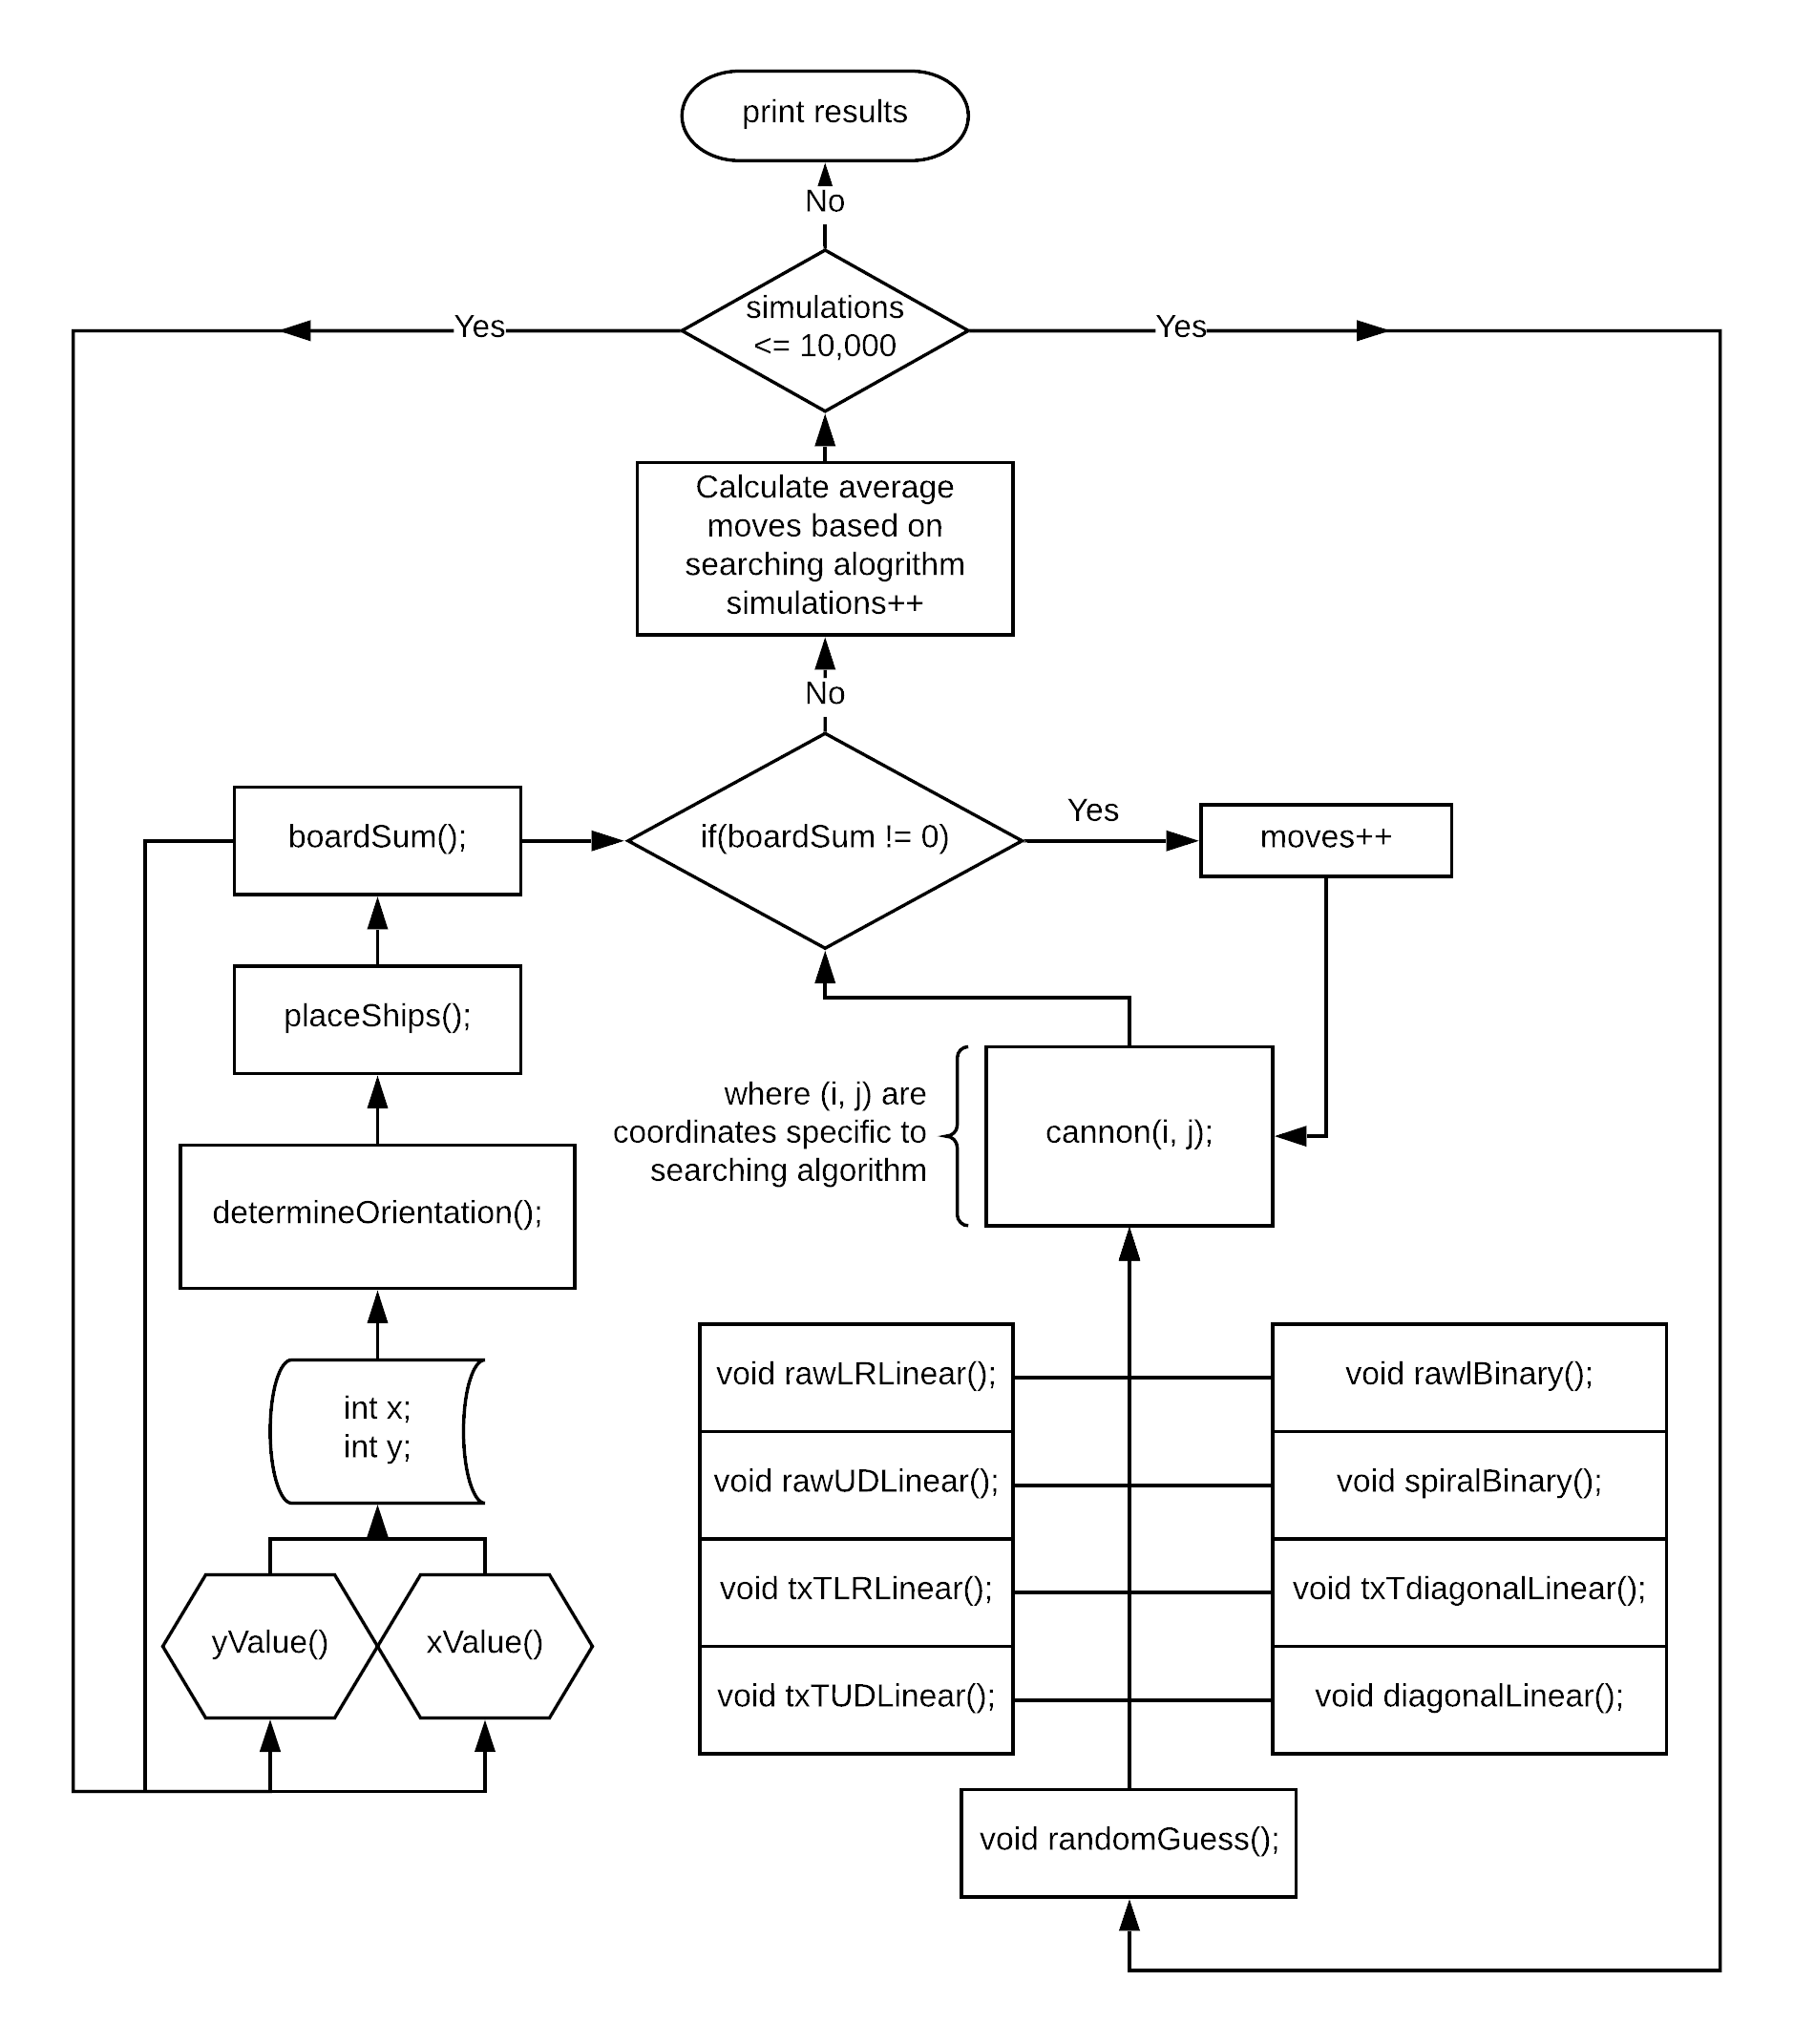 print results
No
simulations
<= 10,000
Yes
Yes
Calculate average
moves based on
searching alogrithm
simulations++
No
boardSum();
if(boardSum != 0)
Yes
moves++
placeShips();
where (i, j) are
coordinates specific to
searching algorithm
cannon(i, j);
determineOrientation();
int x;
int y;
yValue()
xValue()
void rawLRLinear();
void rawUDLinear();
void txTLRLinear();
void txTUDLinear();
void rawlBinary();
void spiralBinary();
void txTdiagonalLinear();
void diagonalLinear();
void randomGuess();